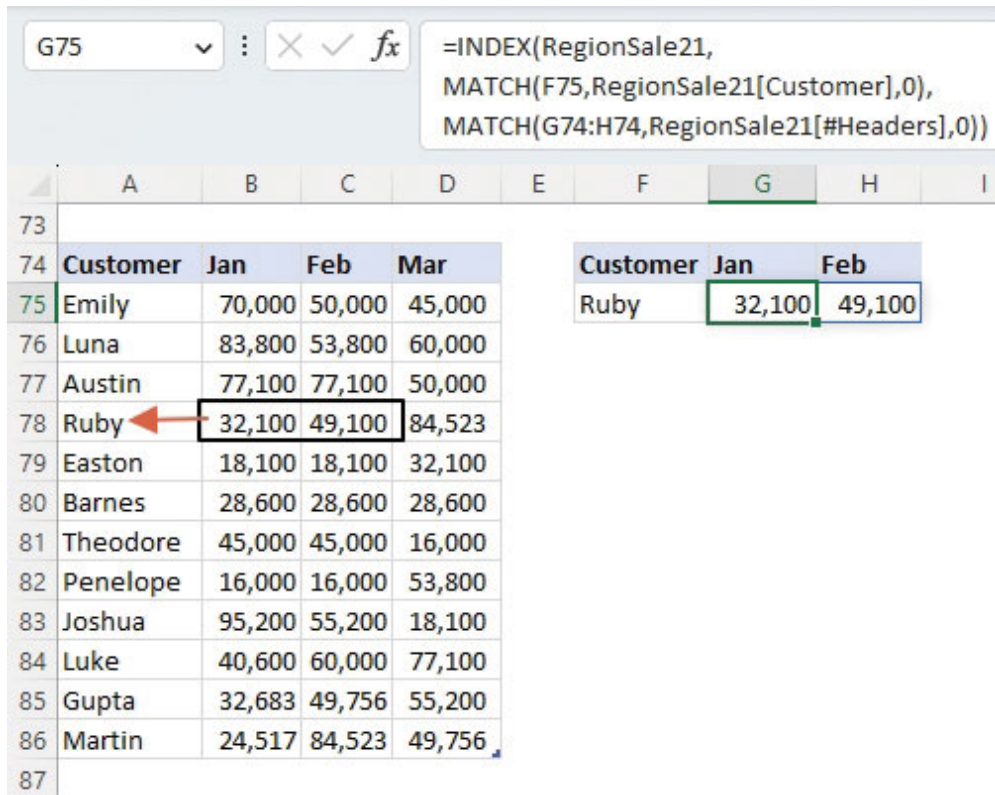 G75 fx =INDEX(RegionSale21,
MATCH(F75,RegionSale21[Customer],0),
MATCH(G74:H74,RegionSale21[#Headers],0))
A B C D E F G H I
73
74 Customer Jan Feb Mar Customer Jan Feb
75 Emily 70,000 50,000 45,000 Ruby 32,100 49,100
76 Luna 83,800 53,800 60,000
77 Austin 77,100 77,100 50,000
78 Ruby 32,100 49,100 84,523
79 Easton 18,100 18,100 32,100
80 Barnes 28,600 28,600 28,600
81 Theodore 45,000 45,000 16,000
82 Penelope 16,000 16,000 53,800
83 Joshua 95,200 55,200 18,100
84 Luke 40,600 60,000 77,100
85 Gupta 32,683 49,756 55,200
86 Martin 24,517 84,523 49,756
87